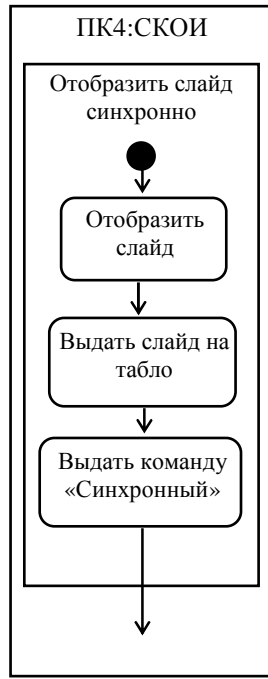 ПК4:СКОИ
Отобразить слайд
синхронно
Отобразить
слайд
Выдать слайд на
табло
Выдать команду
«Синхронный»